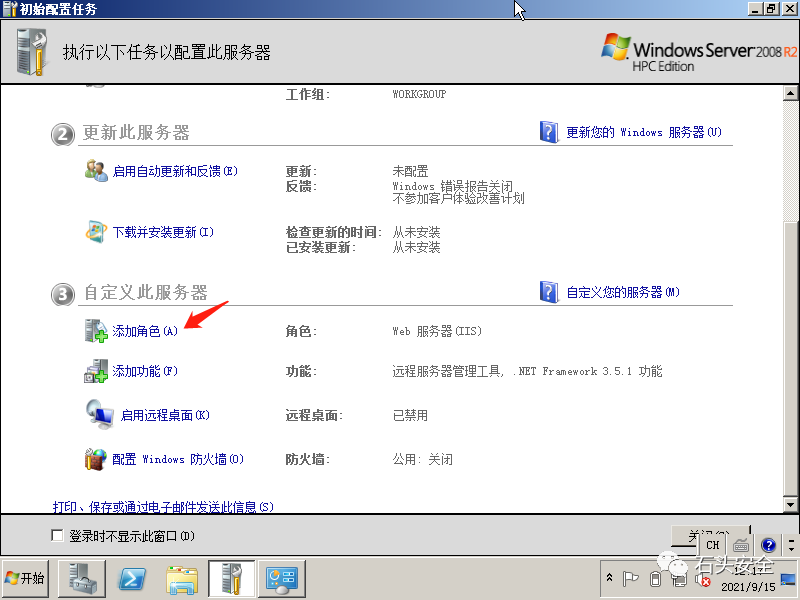 初始配置任务
执行以下任务以配置此服务器
Windows Server 2008 R2
HPC Edition
工作组: WORKGROUP
2 更新此服务器 更新您的 Windows 服务器(U)
启用自动更新和反馈(E) 更新: 未配置
反馈: Windows 错误报告关闭
不参加客户体验改善计划
下载并安装更新(I) 检查更新的时间: 从未安装
已安装更新: 从未安装
3 自定义此服务器 自定义您的服务器(M)
添加角色(A) 角色: Web 服务器(IIS)
添加功能(F) 功能: 远程服务器管理工具, .NET Framework 3.5.1 功能
启用远程桌面(K) 远程桌面: 已禁用
配置 Windows 防火墙(O) 防火墙: 公用: 关闭
打印、保存或通过电子邮件发送此信息(S)
登录时不显示此窗口(D)
CH
开始
石头安全
2021/9/15